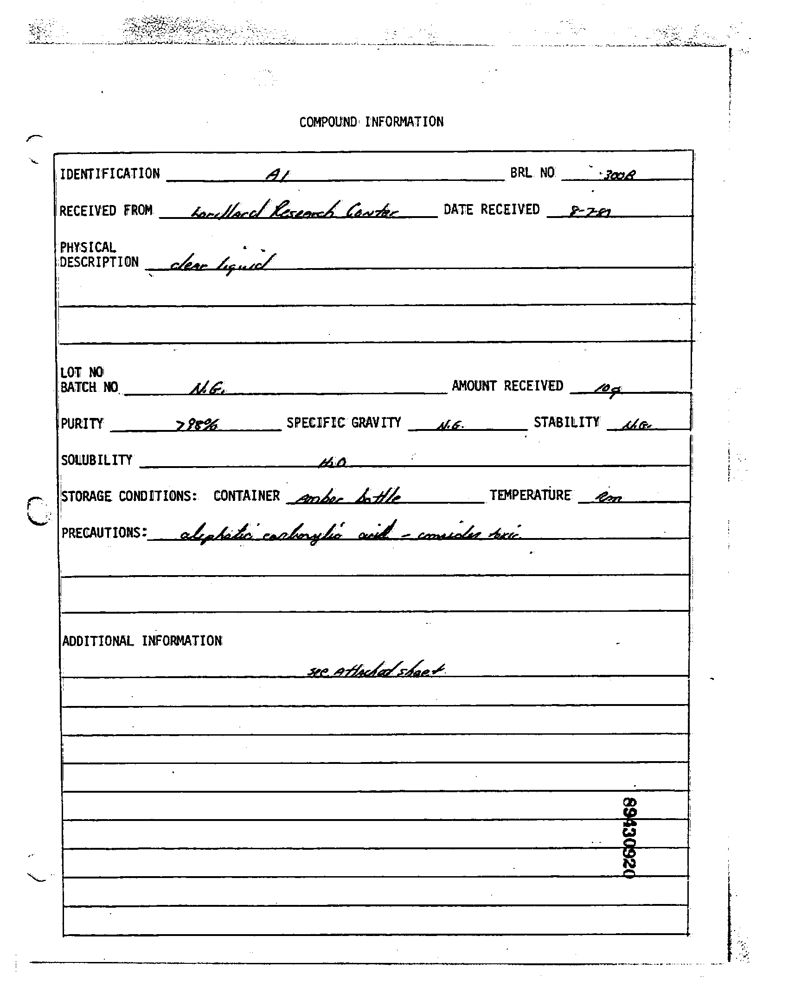 COMPOUND INFORMATION
IDENTIFICATION A1 BRL NO 300A
RECEIVED FROM Lorillard Research Center DATE RECEIVED 8-7-81
PHYSICAL
DESCRIPTION clear liquid
LOT NO
BATCH NO N.G. AMOUNT RECEIVED 10g
PURITY >98% SPECIFIC GRAVITY N.G. STABILITY N.G.
SOLUBILITY H2O
STORAGE CONDITIONS: CONTAINER amber bottle TEMPERATURE Rm
PRECAUTIONS: aliphatic carboxylic acid - consider toxic
ADDITIONAL INFORMATION
see Attached sheet
89430920